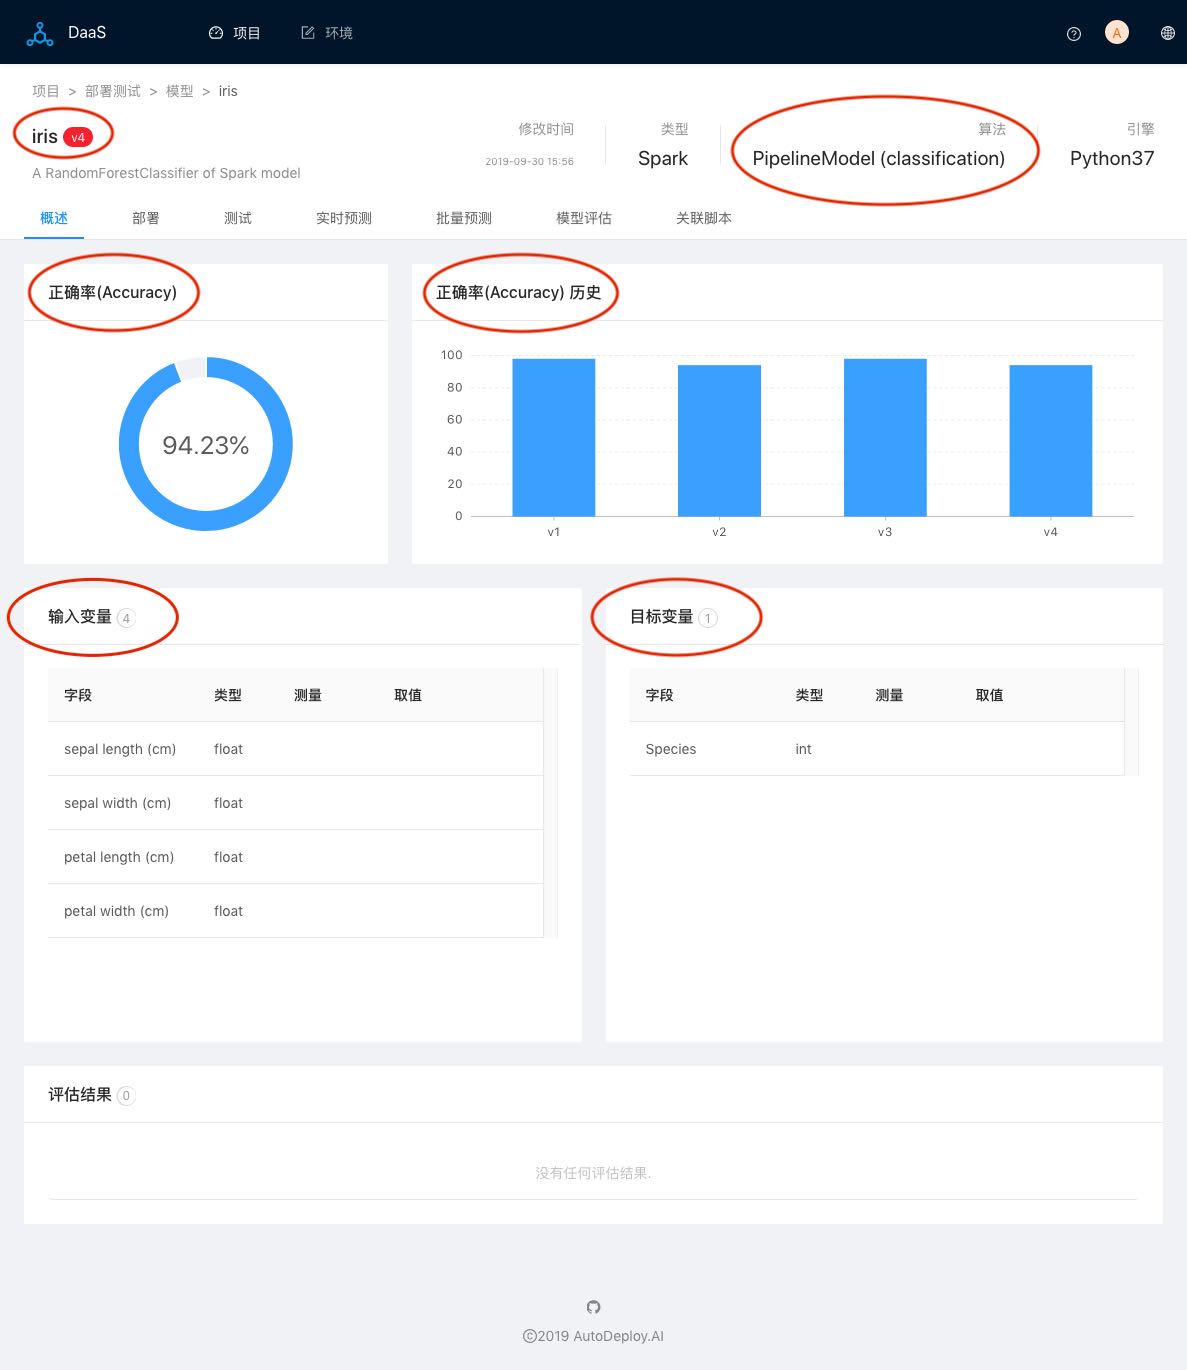 DaaS 项目 环境 A
项目 > 部署测试 > 模型 > iris
iris v4
A RandomForestClassifier of Spark model
修改时间 类型 算法 引擎
2019-09-30 15:56 Spark PipelineModel (classification) Python37
概述 部署 测试 实时预测 批量预测 模型评估 关联脚本
正确率(Accuracy)
94.23%
正确率(Accuracy) 历史
100
80
60
40
20
0
v1 v2 v3 v4
输入变量 4
字段 类型 测量 取值
sepal length (cm) float
sepal width (cm) float
petal length (cm) float
petal width (cm) float
目标变量 1
字段 类型 测量 取值
Species int
评估结果 0
没有任何评估结果.
©2019 AutoDeploy.AI